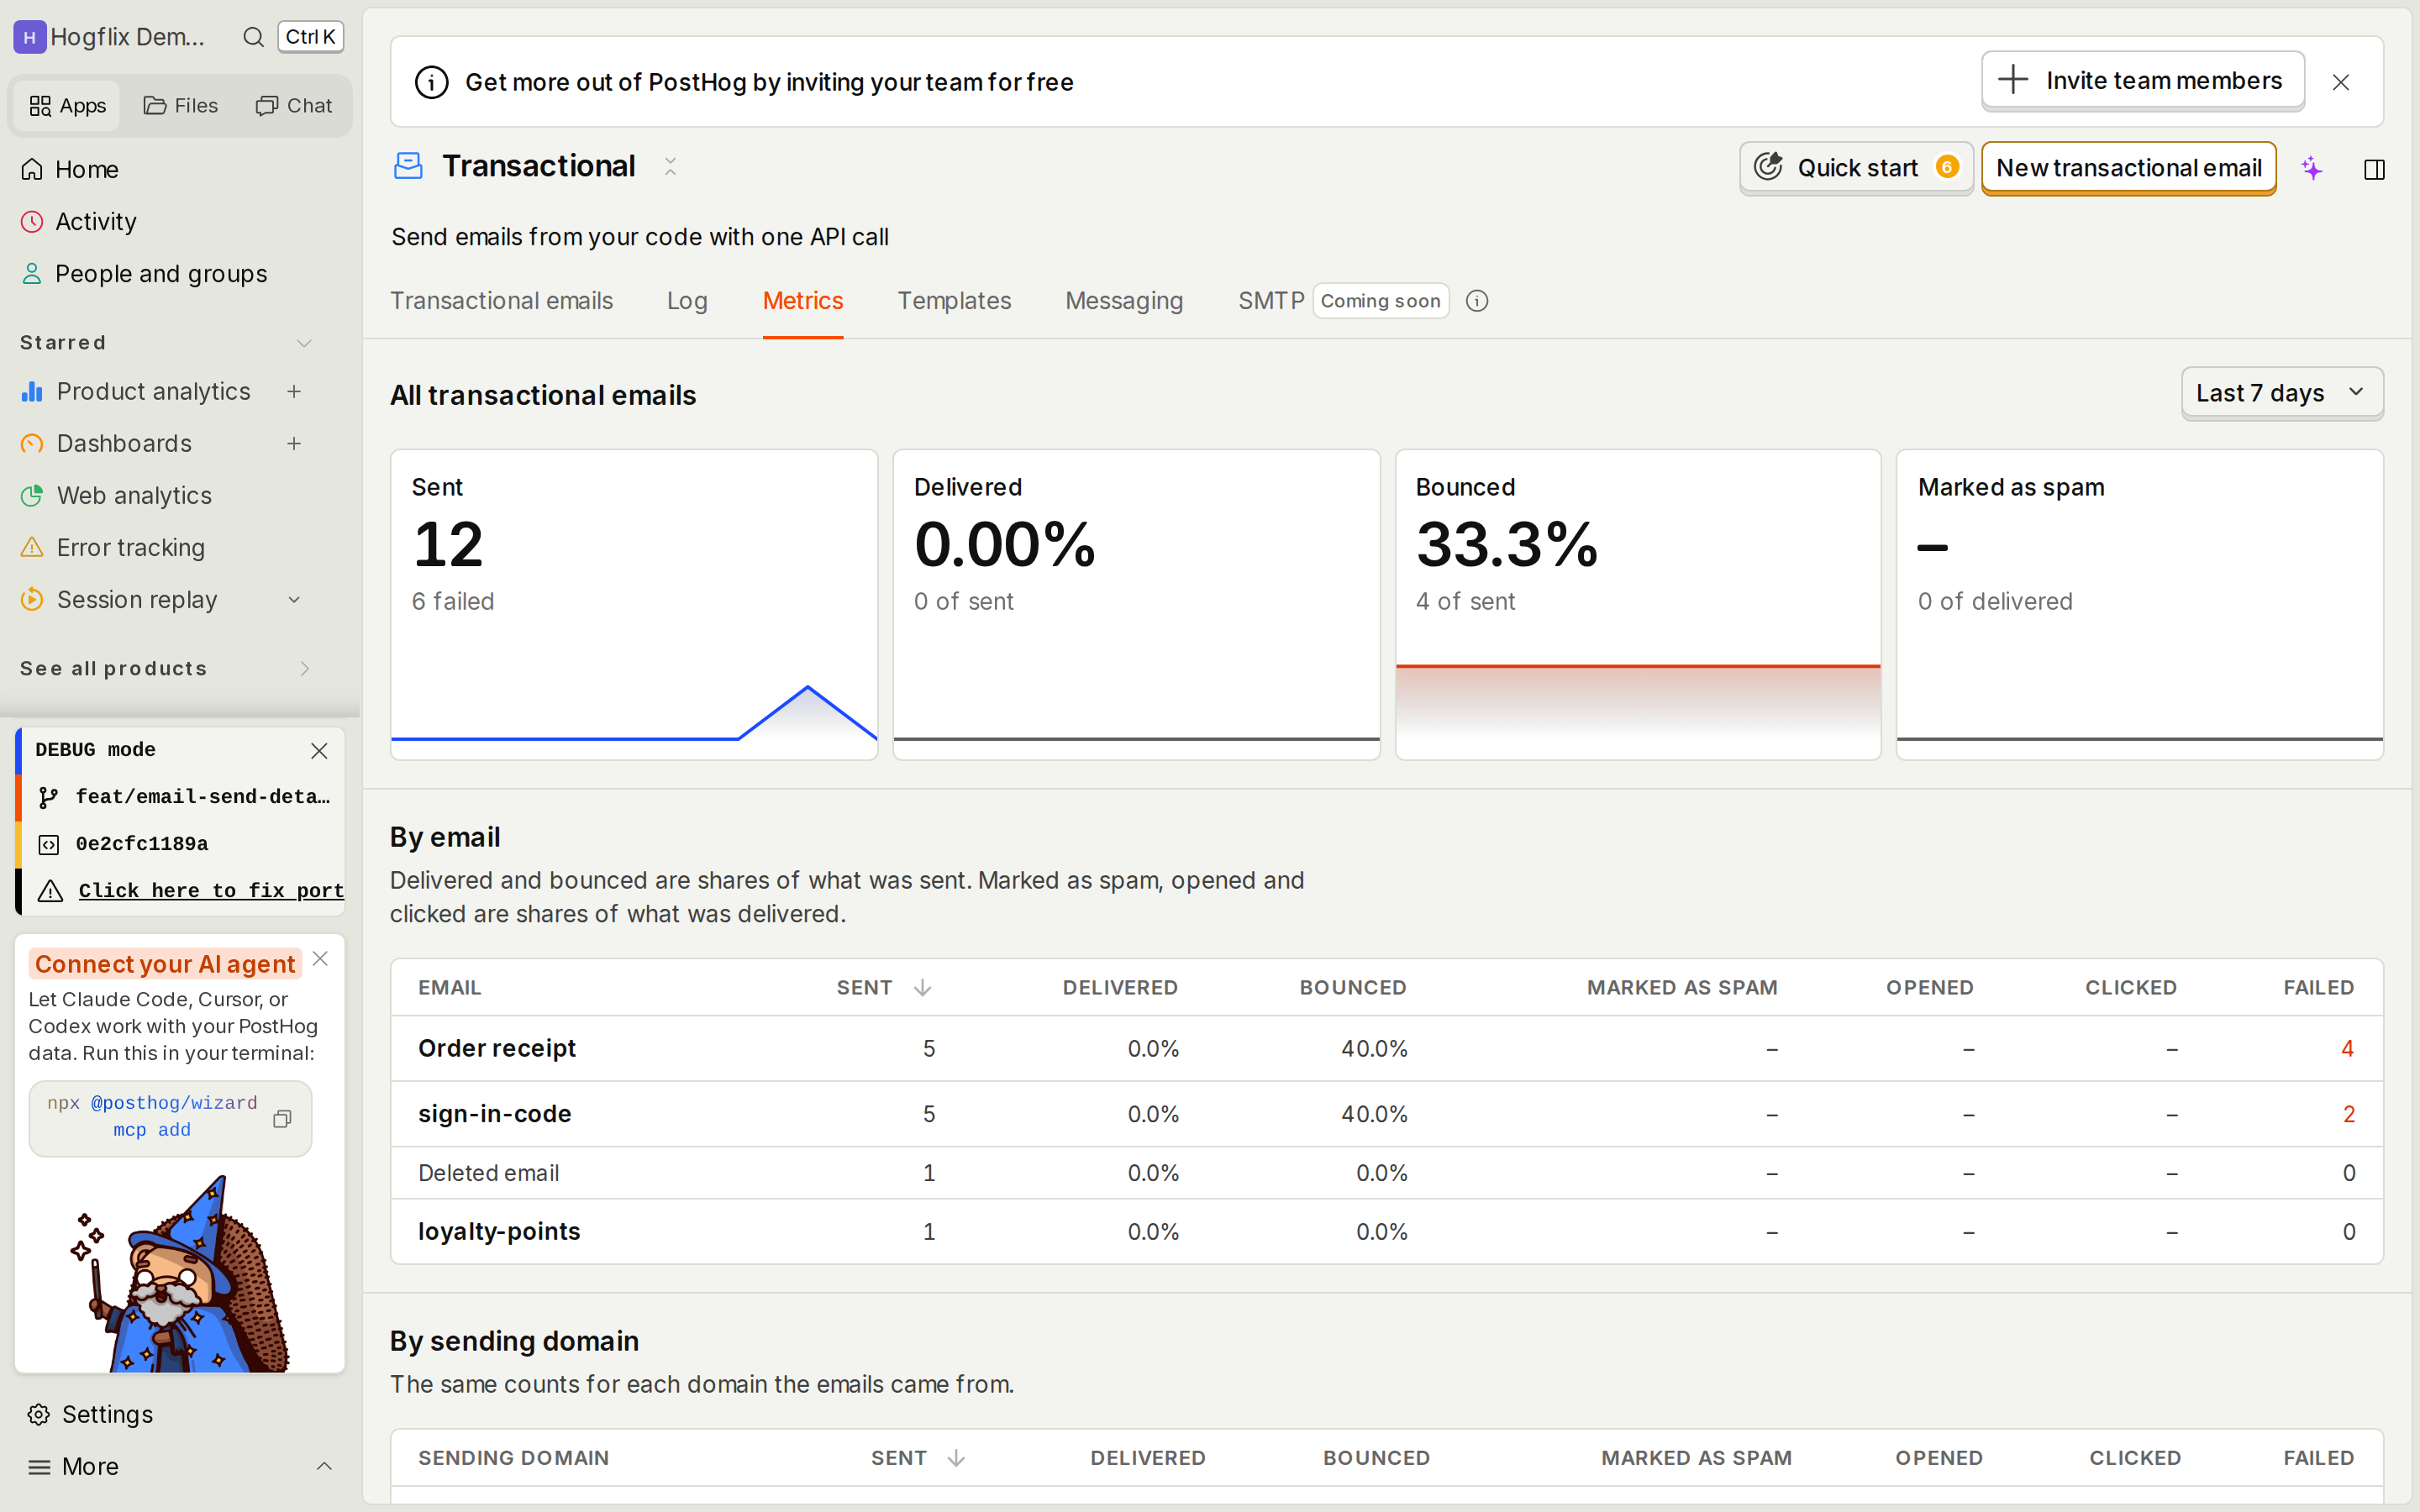 H Hogflix Dem... Ctrl K
Apps Files Chat
Home
Activity
People and groups
Starred
Product analytics
Dashboards
Web analytics
Error tracking
Session replay
See all products
DEBUG mode
feat/email-send-deta…
0e2cfc1189a
Click here to fix port
Connect your AI agent
Let Claude Code, Cursor, or
Codex work with your PostHog
data. Run this in your terminal:
npx @posthog/wizard
mcp add
Settings
More
Get more out of PostHog by inviting your team for free
Invite team members
Transactional
Quick start 6
New transactional email
Send emails from your code with one API call
Transactional emails Log Metrics Templates Messaging SMTP Coming soon
All transactional emails
Last 7 days
Sent
12
6 failed
Delivered
0.00%
0 of sent
Bounced
33.3%
4 of sent
Marked as spam
–
0 of delivered
By email
Delivered and bounced are shares of what was sent. Marked as spam, opened and
clicked are shares of what was delivered.
EMAIL SENT DELIVERED BOUNCED MARKED AS SPAM OPENED CLICKED FAILED
Order receipt 5 0.0% 40.0% – – – 4
sign-in-code 5 0.0% 40.0% – – – 2
Deleted email 1 0.0% 0.0% – – – 0
loyalty-points 1 0.0% 0.0% – – – 0
By sending domain
The same counts for each domain the emails came from.
SENDING DOMAIN SENT DELIVERED BOUNCED MARKED AS SPAM OPENED CLICKED FAILED